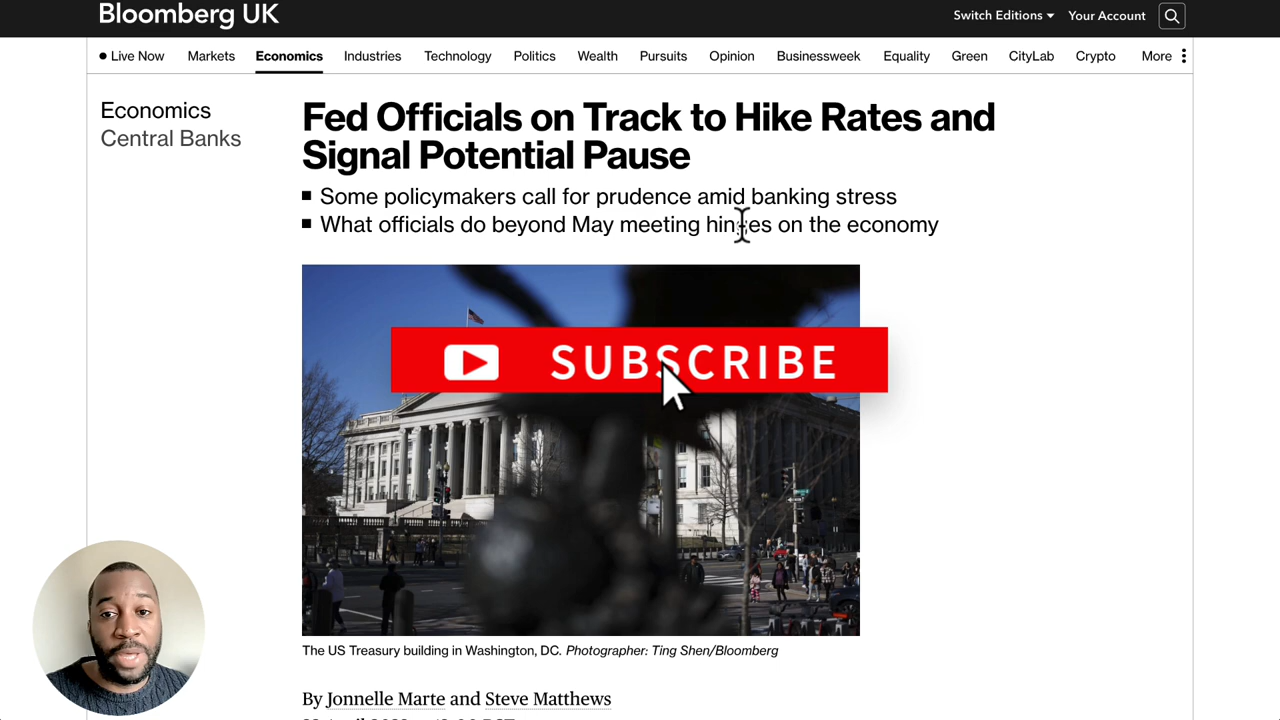 Bloomberg UK
Switch Editions
Your Account
Live Now
Markets
Economics
Industries
Technology
Politics
Wealth
Pursuits
Opinion
Businessweek
Equality
Green
CityLab
Crypto
More
Economics
Central Banks
Fed Officials on Track to Hike Rates and
Signal Potential Pause
Some policymakers call for prudence amid banking stress
What officials do beyond May meeting hinges on the economy
SUBSCRIBE
The US Treasury building in Washington, DC. Photographer: Ting Shen/Bloomberg
By Jonnelle Marte and Steve Matthews